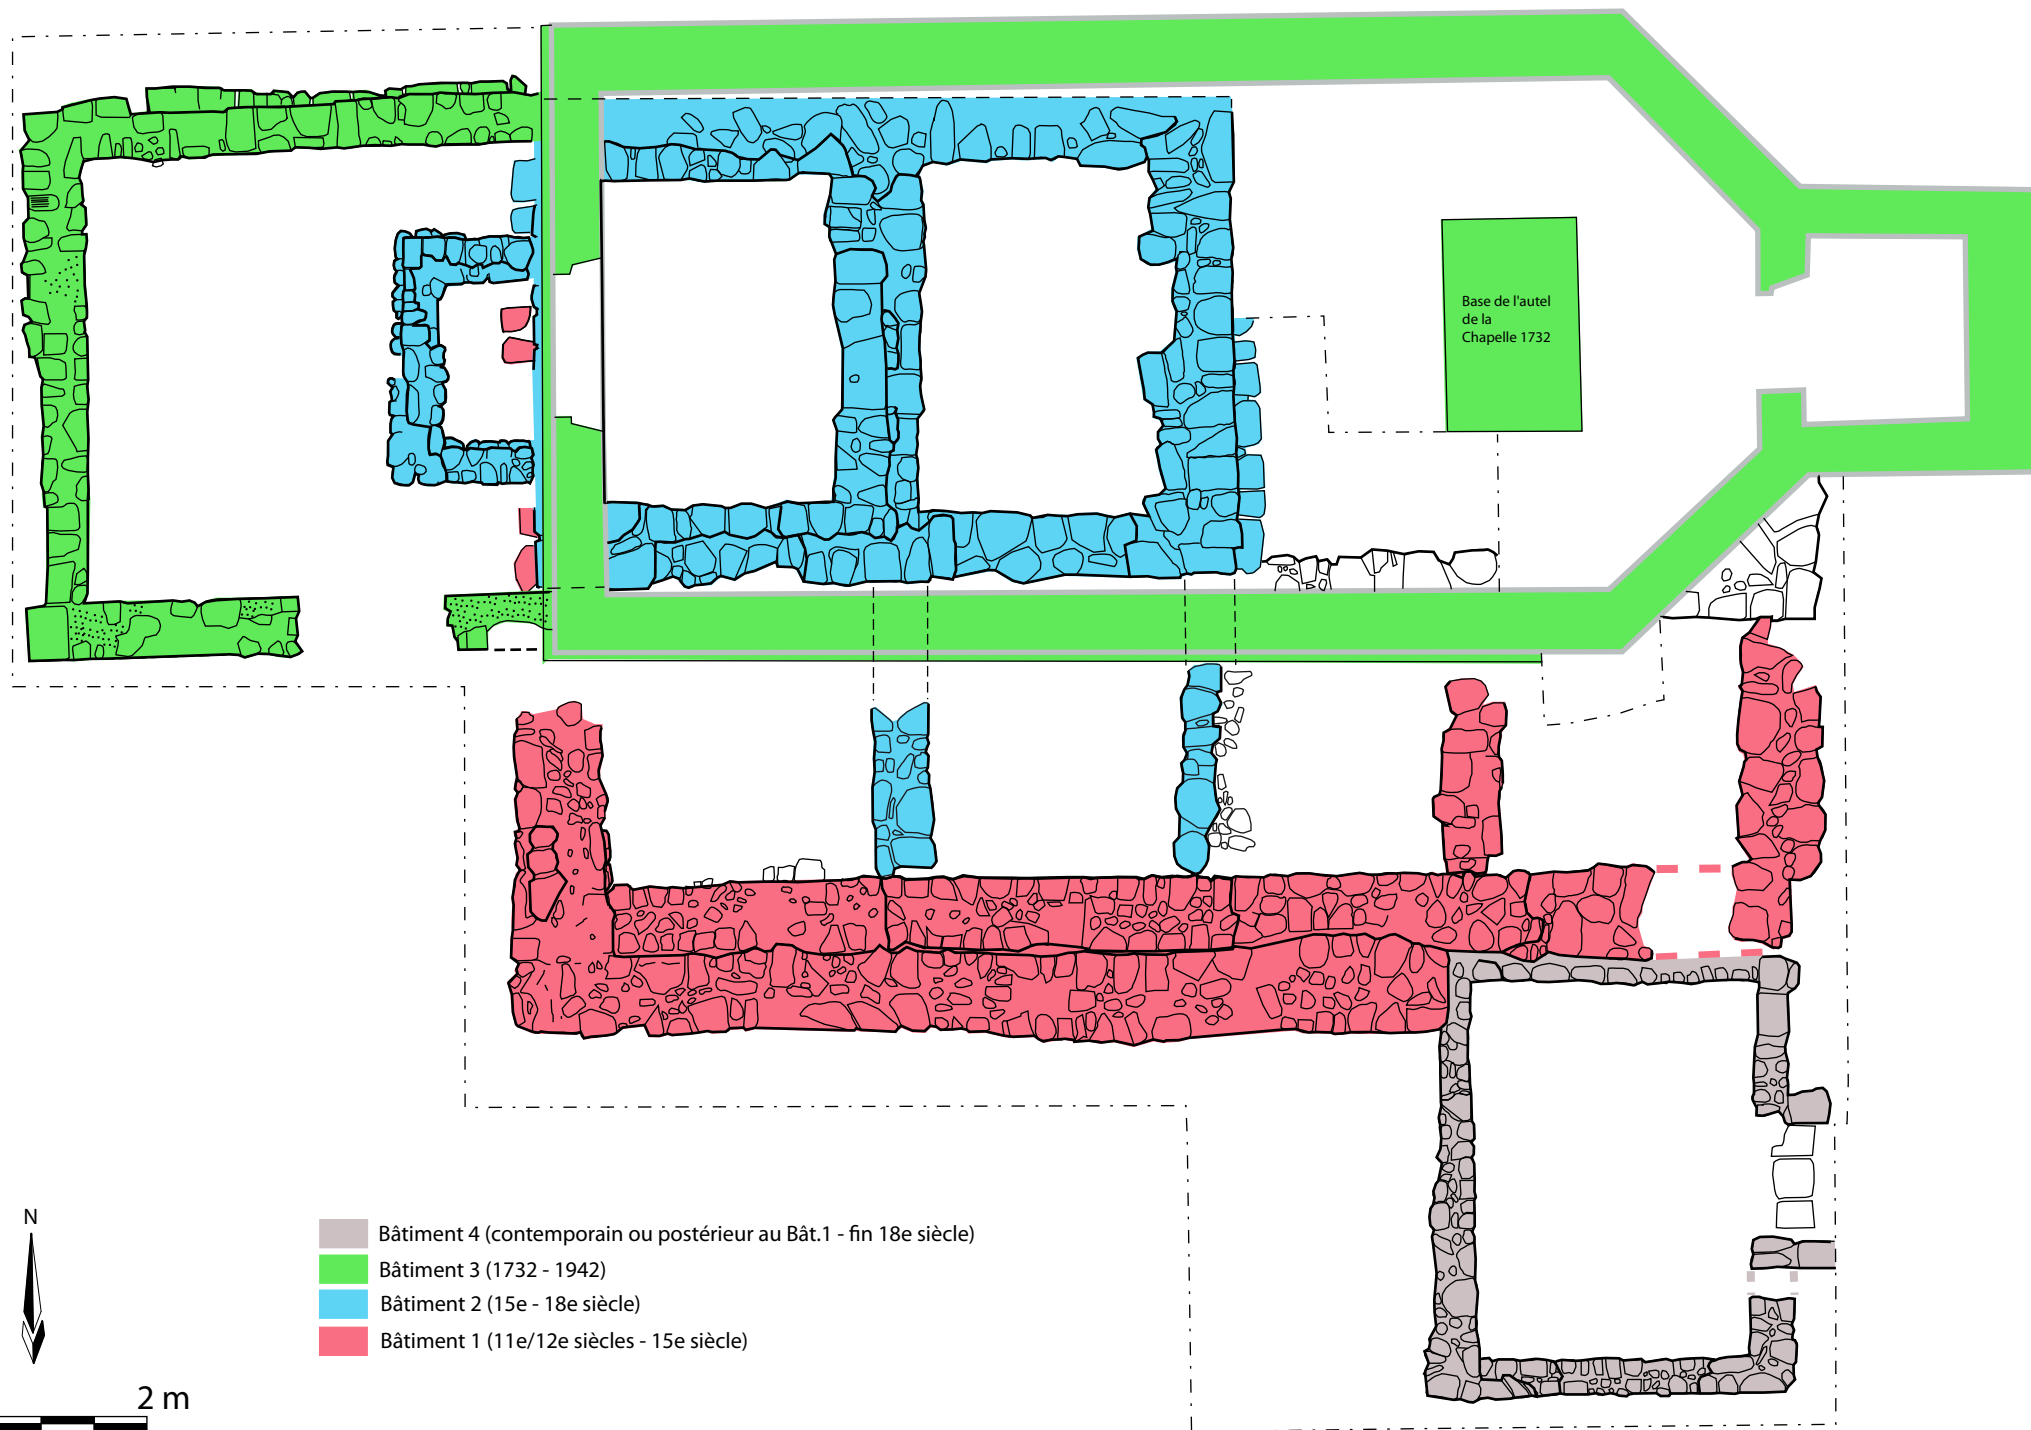 Base de l'autel
de la
Chapelle 1732
N
Bâtiment 4 (contemporain ou postérieur au Bât.1 - fin 18e siècle)
Bâtiment 3 (1732 - 1942)
Bâtiment 2 (15e - 18e siècle)
Bâtiment 1 (11e/12e siècles - 15e siècle)
2 m